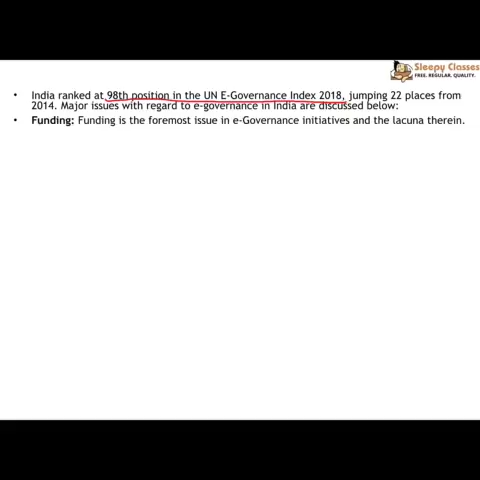 Sleepy Classes
FREE. REGULAR. QUALITY.
• India ranked at 98th position in the UN E-Governance Index 2018, jumping 22 places from
2014. Major issues with regard to e-governance in India are discussed below:
• Funding: Funding is the foremost issue in e-Governance initiatives and the lacuna therein.